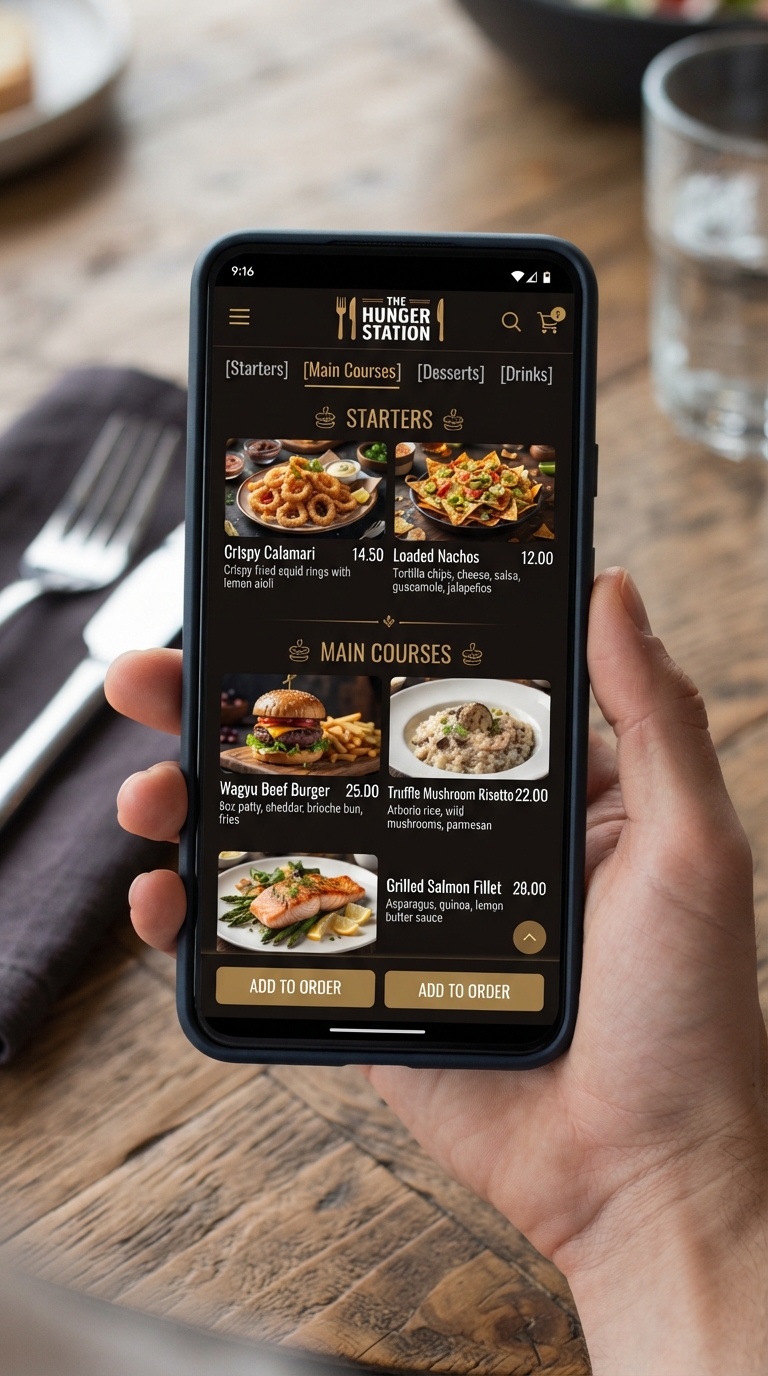 9:16
THE
HUNGER
STATION
[Starters]
[Main Courses]
[Desserts]
[Drinks]
STARTERS
CrIspy Calamari 14.50
Crispy fried equid rings with
lemon aioli
Loaded Nachos 12.00
Tortilla chips, cheese, salsa,
guscamole, jalapeños
MAIN COURSES
Wagyu Beef Burger 25.00
8oz patty, sheddar, brioche bun,
fries
Truffle Mushroom Risetto 22.00
Arborio rice, wild
mushrooms, parmesan
Grilled Salmon Fillet 28.00
Asparagus, quinoa, lemon
butter sauce
ADD TO ORDER
ADD TO ORDER